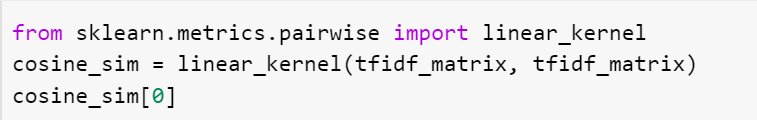 from sklearn.metrics.pairwise import linear_kernel
cosine_sim = linear_kernel(tfidf_matrix, tfidf_matrix)
cosine_sim[0]